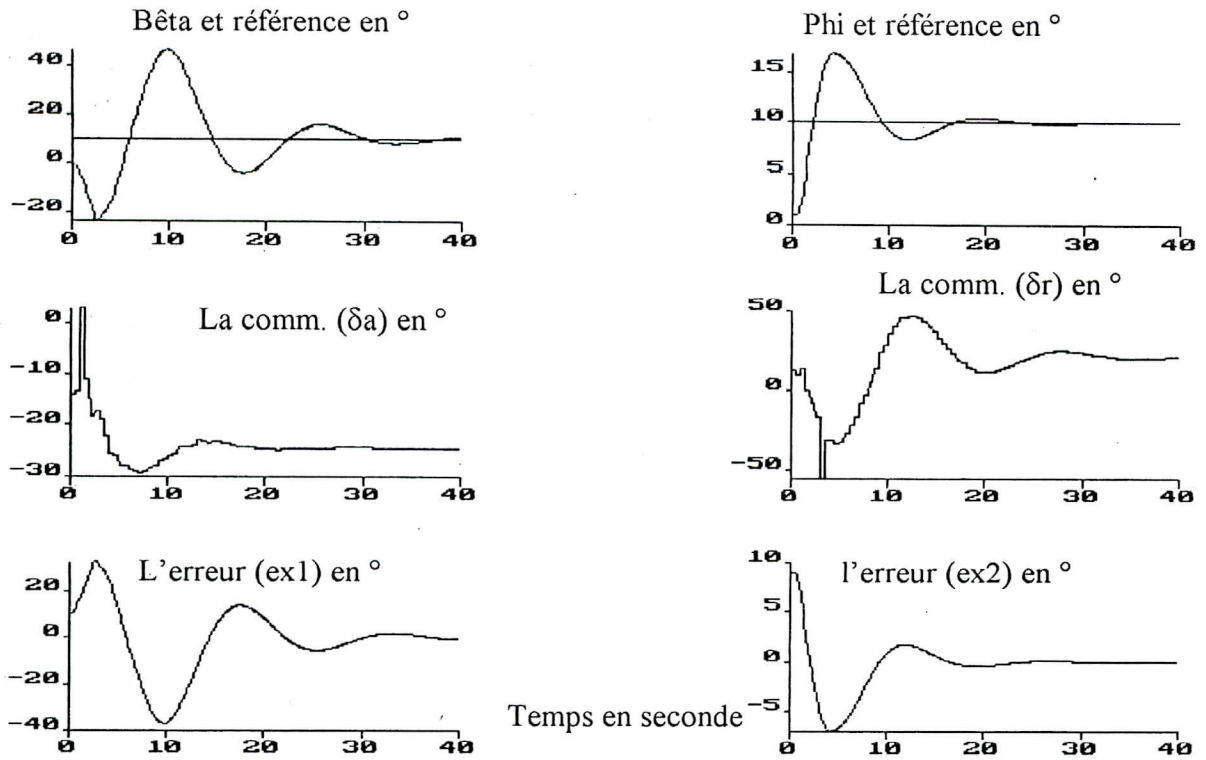 Bêta et référence en °
40
20
0
-20
0 10 20 30 40
Phi et référence en °
15
10
5
0
0 10 20 30 40
La comm. (δa) en °
0
-10
-20
-30
0 10 20 30 40
La comm. (δr) en °
50
0
-50
0 10 20 30 40
L'erreur (ex1) en °
20
0
-20
-40
0 10 20 30 40
l'erreur (ex2) en °
10
5
0
-5
0 10 20 30 40
Temps en seconde